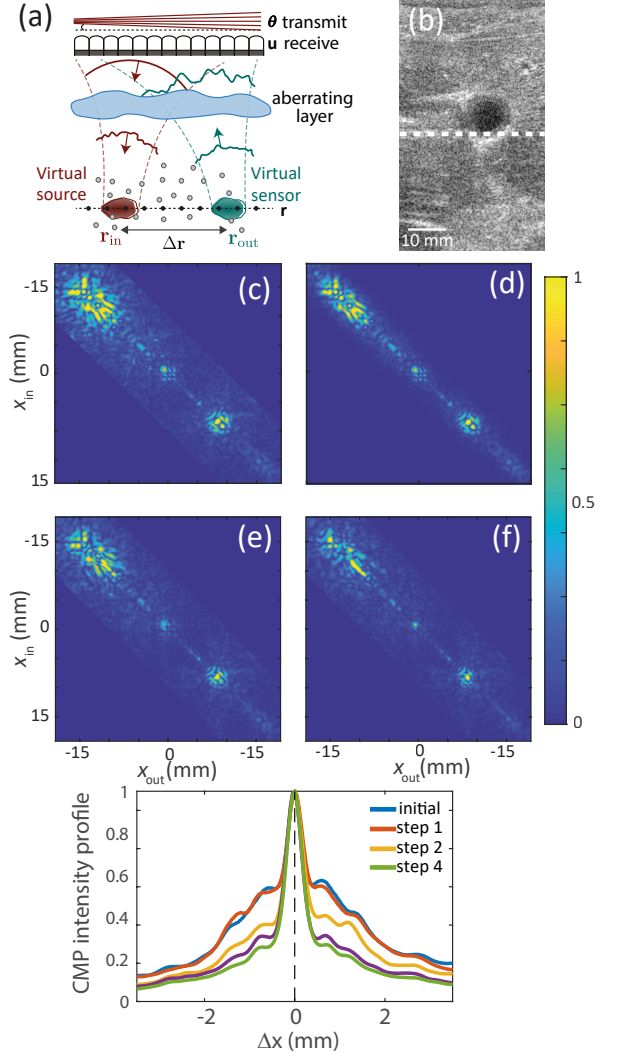 (a)
θ transmit
u receive
aberrating
layer
Virtual
source
Virtual
sensor
r
r_in
r_out
Δr
(b)
10 mm
(c)
(d)
-15
0
15
x_in (mm)
1
0.5
0
(e)
(f)
-15
0
15
x_in (mm)
-15
0
15
x_out (mm)
-15
0
15
x_out (mm)
CMP intensity profile
1
0.8
0.6
0.4
0.2
0
-2
0
2
Δx (mm)
initial
step 1
step 2
step 4